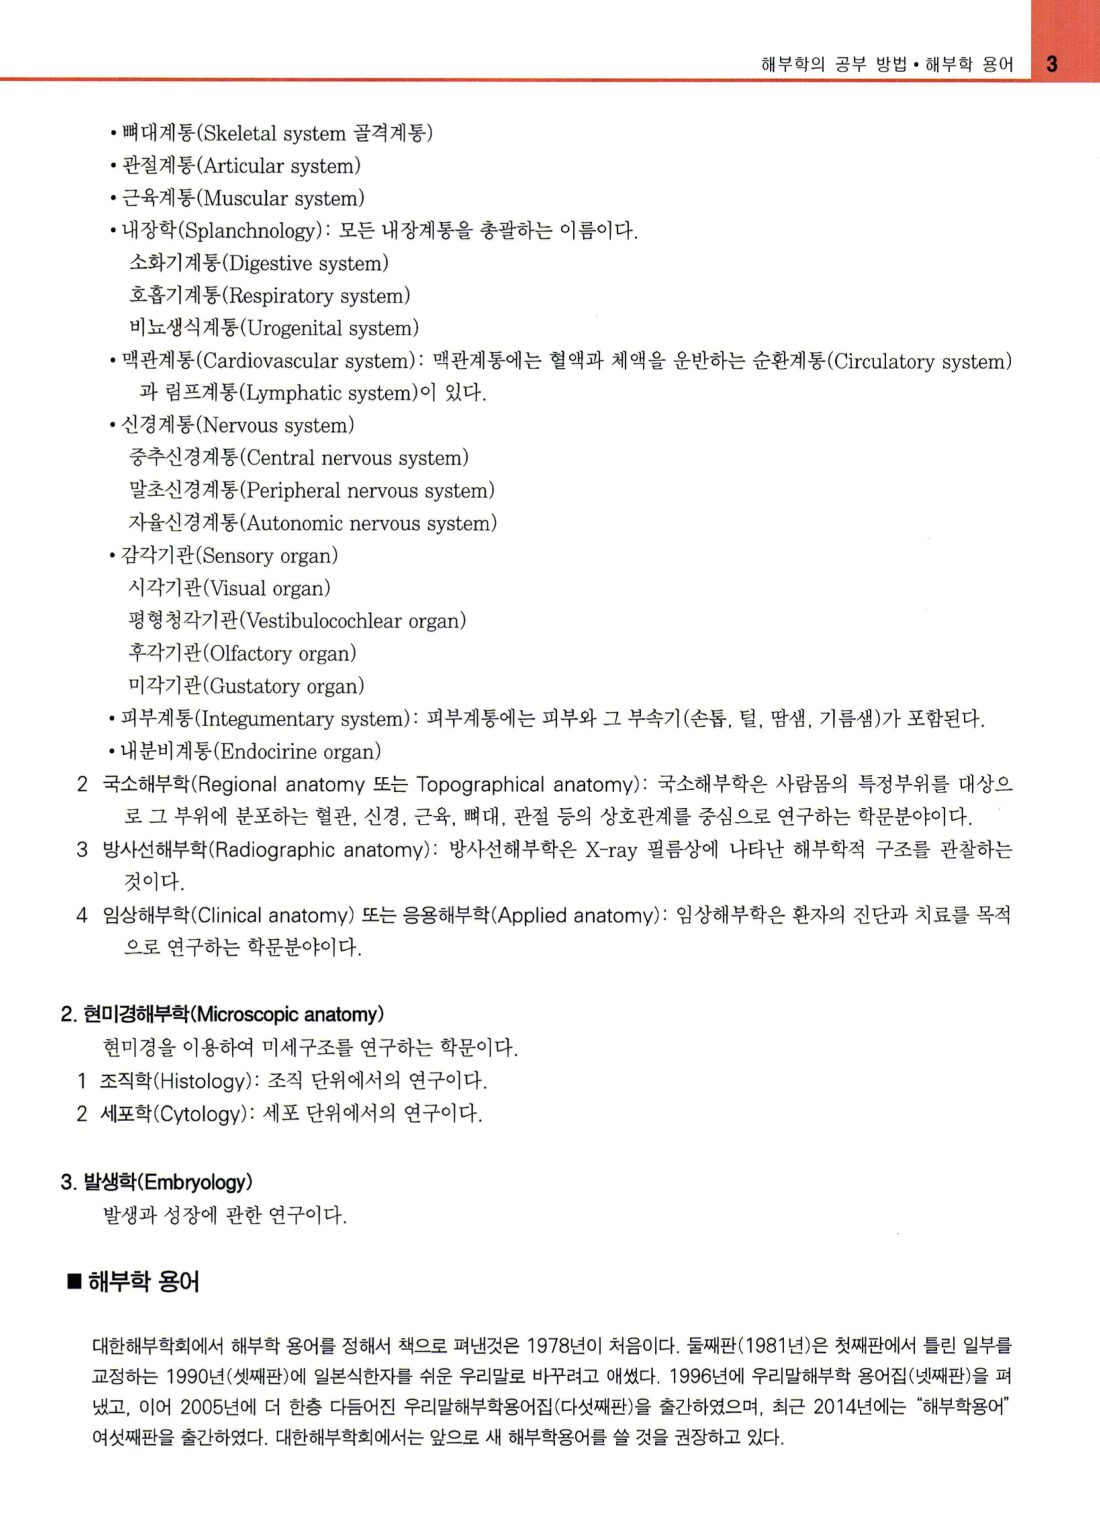 해부학의 공부 방법 • 해부학 용어 3
• 뼈대계통(Skeletal system 골격계통)
• 관절계통(Articular system)
• 근육계통(Muscular system)
• 내장학(Splanchnology): 모든 내장계통을 총괄하는 이름이다.
소화기계통(Digestive system)
호흡기계통(Respiratory system)
비뇨생식계통(Urogenital system)
• 맥관계통(Cardiovascular system): 맥관계통에는 혈액과 체액을 운반하는 순환계통(Circulatory system)
과 림프계통(Lymphatic system)이 있다.
• 신경계통(Nervous system)
중추신경계통(Central nervous system)
말초신경계통(Peripheral nervous system)
자율신경계통(Autonomic nervous system)
• 감각기관(Sensory organ)
시각기관(Visual organ)
평형청각기관(Vestibulocochlear organ)
후각기관(Olfactory organ)
미각기관(Gustatory organ)
• 피부계통(Integumentary system): 피부계통에는 피부와 그 부속기(손톱, 털, 땀샘, 기름샘)가 포함된다.
• 내분비계통(Endocirine organ)
2 국소해부학(Regional anatomy 또는 Topographical anatomy): 국소해부학은 사람몸의 특정부위를 대상으
로 그 부위에 분포하는 혈관, 신경, 근육, 뼈대, 관절 등의 상호관계를 중심으로 연구하는 학문분야이다.
3 방사선해부학(Radiographic anatomy): 방사선해부학은 X-ray 필름상에 나타난 해부학적 구조를 관찰하는
것이다.
4 임상해부학(Clinical anatomy) 또는 응용해부학(Applied anatomy): 임상해부학은 환자의 진단과 치료를 목적
으로 연구하는 학문분야이다.
2. 현미경해부학(Microscopic anatomy)
현미경을 이용하여 미세구조를 연구하는 학문이다.
1 조직학(Histology): 조직 단위에서의 연구이다.
2 세포학(Cytology): 세포 단위에서의 연구이다.
3. 발생학(Embryology)
발생과 성장에 관한 연구이다.
■ 해부학 용어
대한해부학회에서 해부학 용어를 정해서 책으로 펴낸것은 1978년이 처음이다. 둘째판(1981년)은 첫째판에서 틀린 일부를
교정하는 1990년(셋째판)에 일본식한자를 쉬운 우리말로 바꾸려고 애썼다. 1996년에 우리말해부학 용어집(넷째판)을 펴
냈고, 이어 2005년에 더 한층 다듬어진 우리말해부학용어집(다섯째판)을 출간하였으며, 최근 2014년에는 “해부학용어”
여섯째판을 출간하였다. 대한해부학회에서는 앞으로 새 해부학용어를 쓸 것을 권장하고 있다.